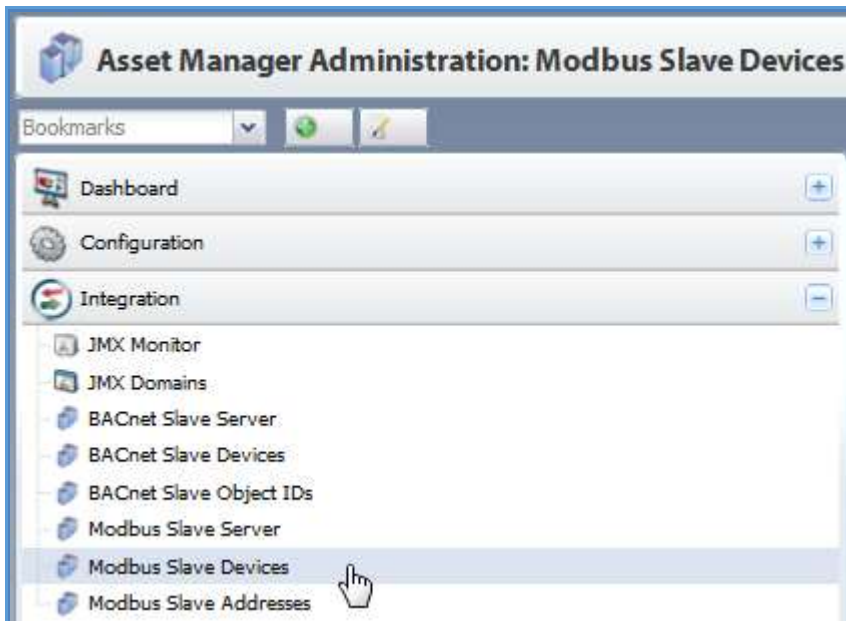 Asset Manager Administration: Modbus Slave Devices
Bookmarks
Dashboard
Configuration
Integration
JMX Monitor
JMX Domains
BACnet Slave Server
BACnet Slave Devices
BACnet Slave Object IDs
Modbus Slave Server
Modbus Slave Devices
Modbus Slave Addresses